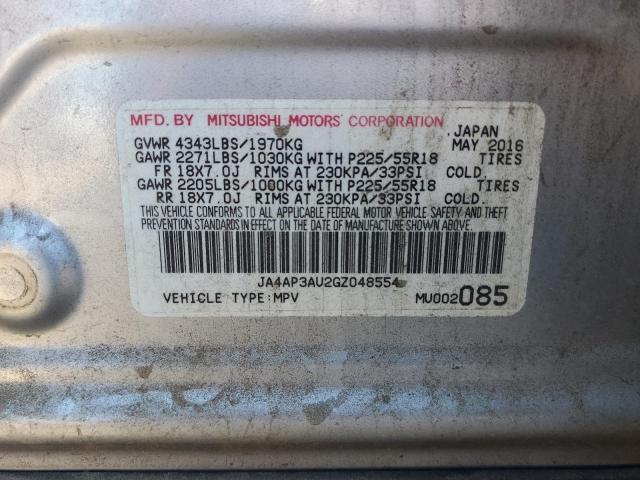 MFD. BY MITSUBISHI MOTORS CORPORATION
JAPAN
GVWR 4343LBS/1970KG MAY 2016
GAWR 2271LBS/1030KG WITH P225/55R18 TIRES
FR 18X7.0J RIMS AT 230KPA/33PSI COLD.
GAWR 2205LBS/1000KG WITH P225/55R18 TIRES
RR 18X7.0J RIMS AT 230KPA/33PSI COLD.
THIS VEHICLE CONFORMS TO ALL APPLICABLE FEDERAL MOTOR VEHICLE SAFETY AND THEFT
PREVENTION STANDARDS IN EFFECT ON THE DATE OF MANUFACTURE SHOWN ABOVE.
JA4AP3AU2GZ048554
VEHICLE TYPE:MPV MU002085